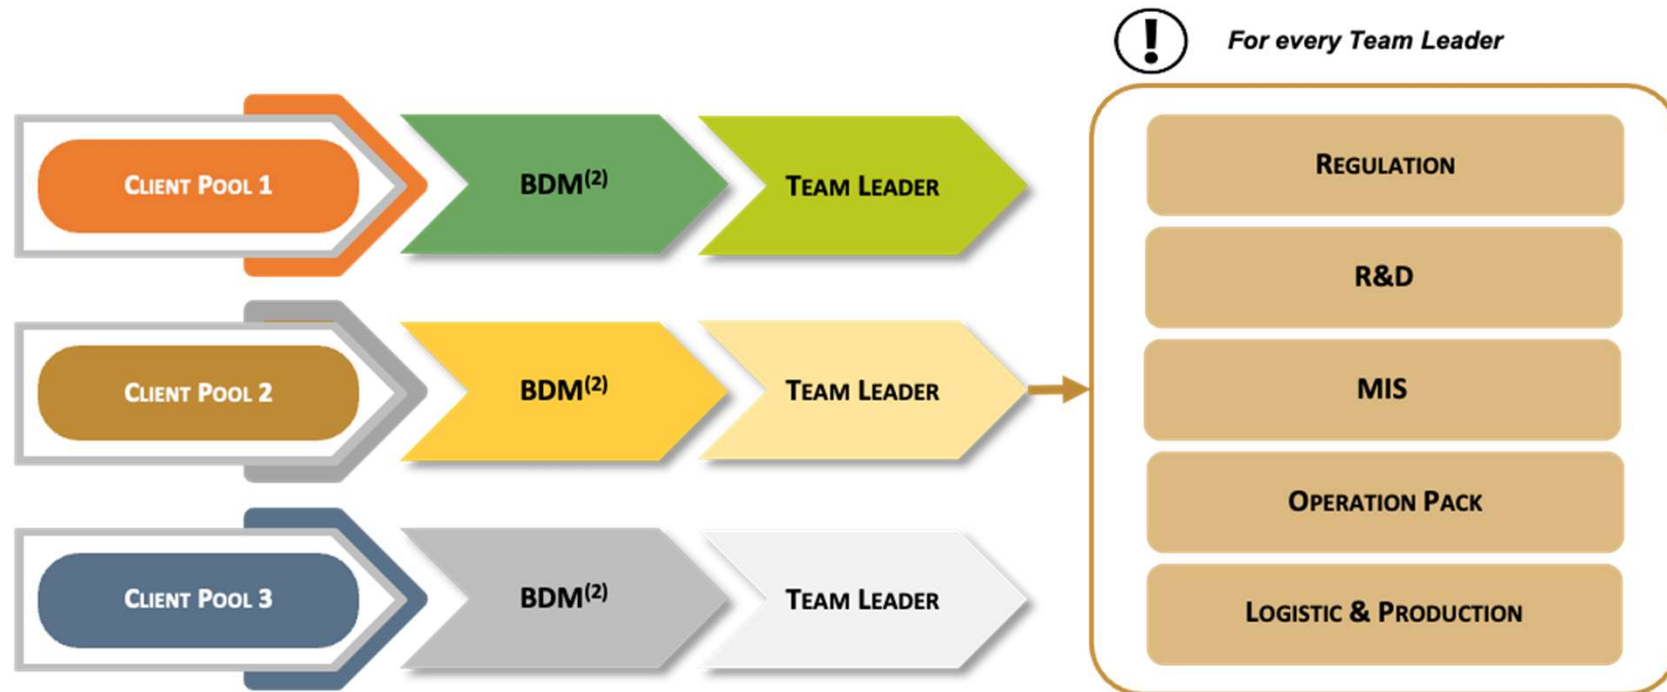 For every Team Leader
CLIENT POOL 1
BDM(2)
TEAM LEADER
CLIENT POOL 2
BDM(2)
TEAM LEADER
CLIENT POOL 3
BDM(2)
TEAM LEADER
REGULATION
R&D
MIS
OPERATION PACK
LOGISTIC & PRODUCTION